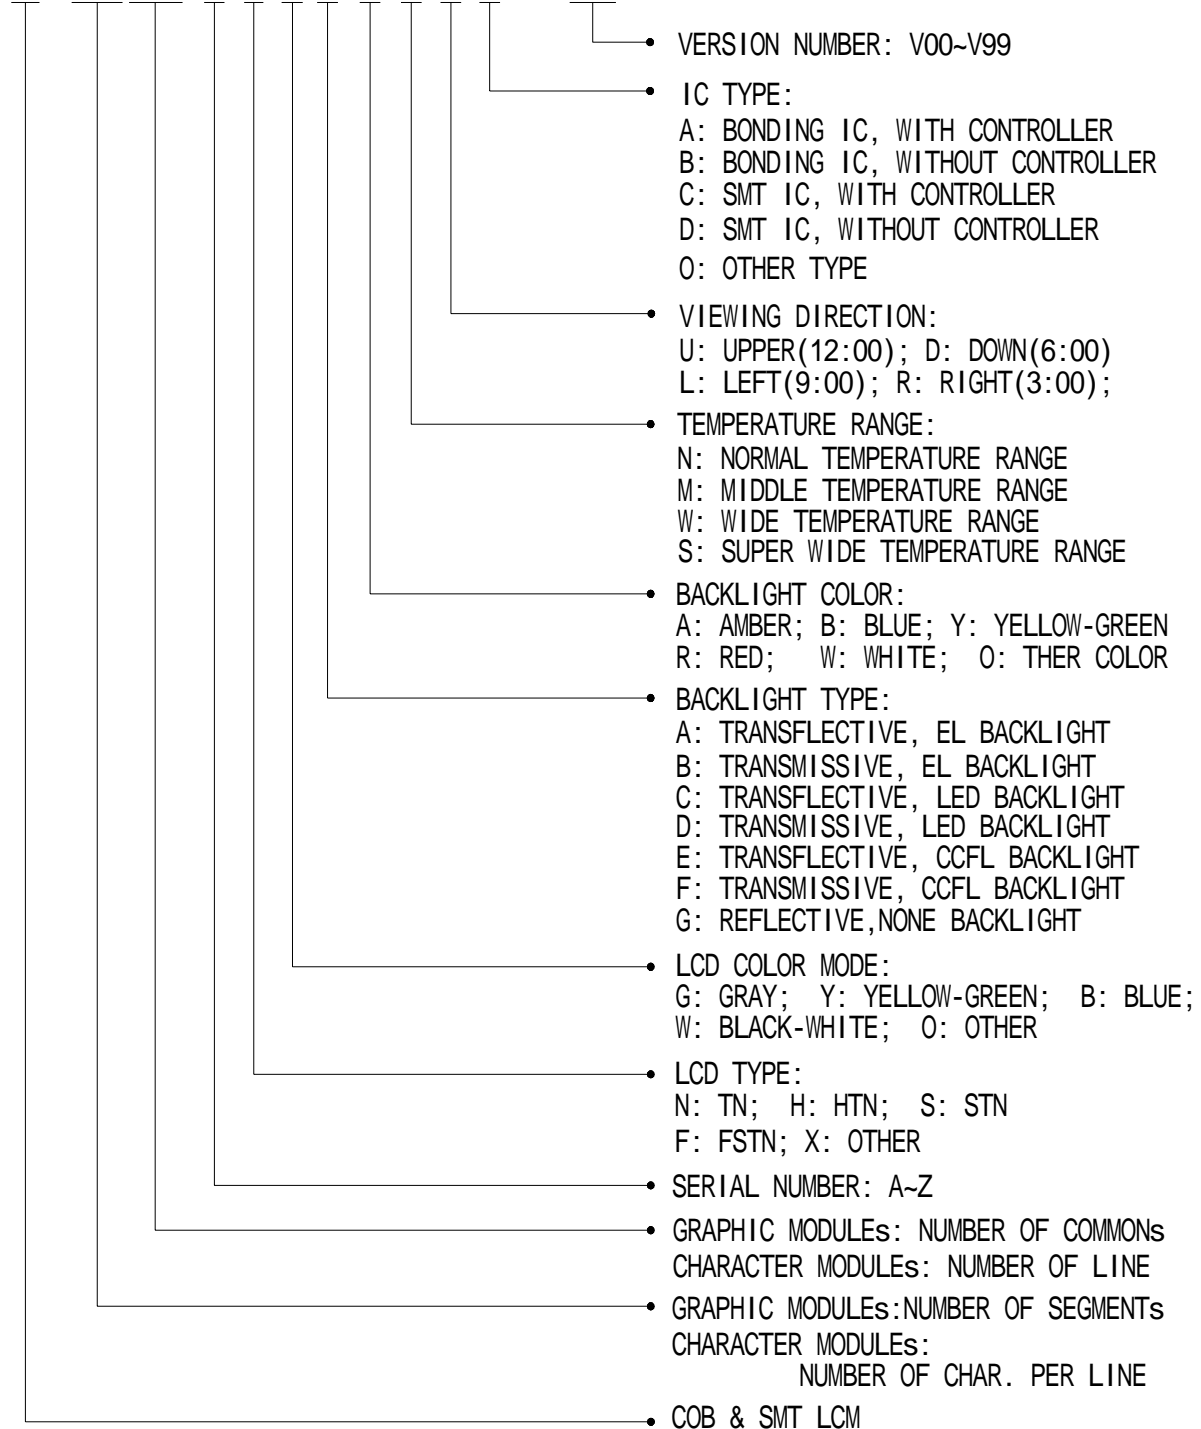 VERSION NUMBER: V00~V99
IC TYPE:
A: BONDING IC, WITH CONTROLLER
B: BONDING IC, WITHOUT CONTROLLER
C: SMT IC, WITH CONTROLLER
D: SMT IC, WITHOUT CONTROLLER
O: OTHER TYPE
VIEWING DIRECTION:
U: UPPER(12:00); D: DOWN(6:00)
L: LEFT(9:00); R: RIGHT(3:00);
TEMPERATURE RANGE:
N: NORMAL TEMPERATURE RANGE
M: MIDDLE TEMPERATURE RANGE
W: WIDE TEMPERATURE RANGE
S: SUPER WIDE TEMPERATURE RANGE
BACKLIGHT COLOR:
A: AMBER; B: BLUE; Y: YELLOW-GREEN
R: RED; W: WHITE; O: THER COLOR
BACKLIGHT TYPE:
A: TRANSFLECTIVE, EL BACKLIGHT
B: TRANSMISSIVE, EL BACKLIGHT
C: TRANSFLECTIVE, LED BACKLIGHT
D: TRANSMISSIVE, LED BACKLIGHT
E: TRANSFLECTIVE, CCFL BACKLIGHT
F: TRANSMISSIVE, CCFL BACKLIGHT
G: REFLECTIVE,NONE BACKLIGHT
LCD COLOR MODE:
G: GRAY; Y: YELLOW-GREEN; B: BLUE;
W: BLACK-WHITE; O: OTHER
LCD TYPE:
N: TN; H: HTN; S: STN
F: FSTN; X: OTHER
SERIAL NUMBER: A~Z
GRAPHIC MODULEs: NUMBER OF COMMONs
CHARACTER MODULEs: NUMBER OF LINE
GRAPHIC MODULEs:NUMBER OF SEGMENTs
CHARACTER MODULEs:
NUMBER OF CHAR. PER LINE
COB & SMT LCM